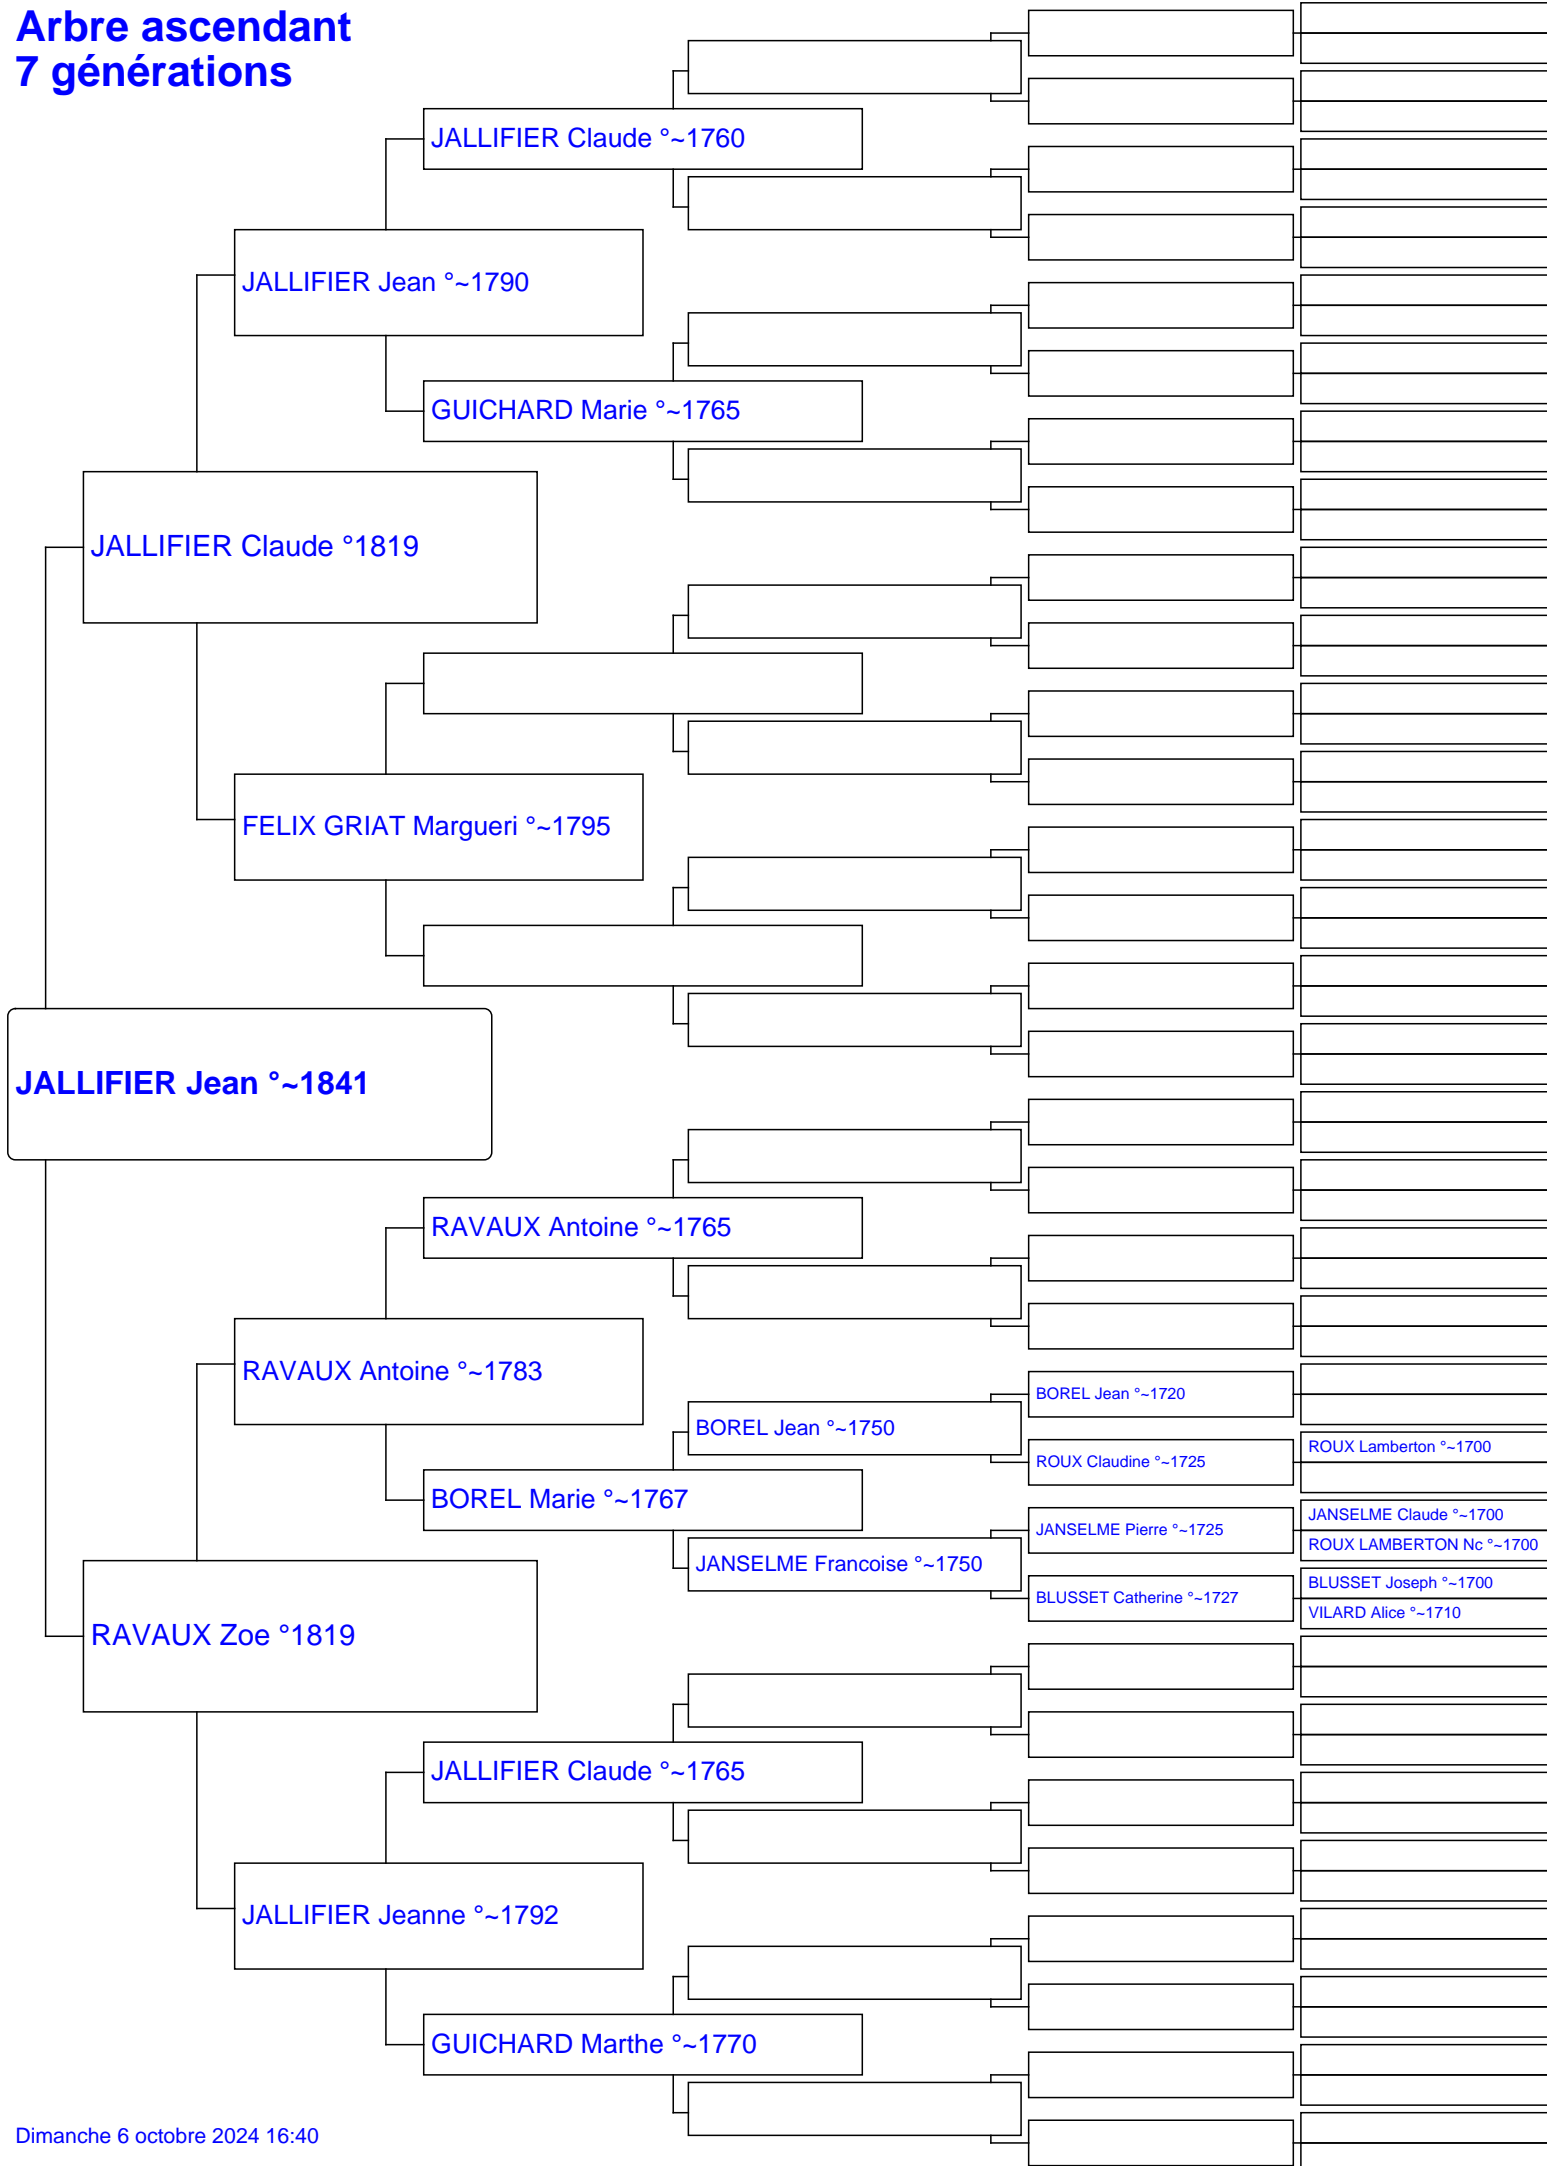 Arbre ascendant
7 générations
JALLIFIER Claude °~1760
JALLIFIER Jean °~1790
GUICHARD Marie °~1765
JALLIFIER Claude °1819
FELIX GRIAT Margueri °~1795
JALLIFIER Jean °~1841
RAVAUX Antoine °~1765
RAVAUX Antoine °~1783
BOREL Jean °~1720
BOREL Jean °~1750
ROUX Lamberton °~1700
ROUX Claudine °~1725
BOREL Marie °~1767
JANSELME Claude °~1700
JANSELME Pierre °~1725
ROUX LAMBERTON Nc °~1700
JANSELME Francoise °~1750
BLUSSET Joseph °~1700
BLUSSET Catherine °~1727
VILARD Alice °~1710
RAVAUX Zoe °1819
JALLIFIER Claude °~1765
JALLIFIER Jeanne °~1792
GUICHARD Marthe °~1770
Dimanche 6 octobre 2024 16:40